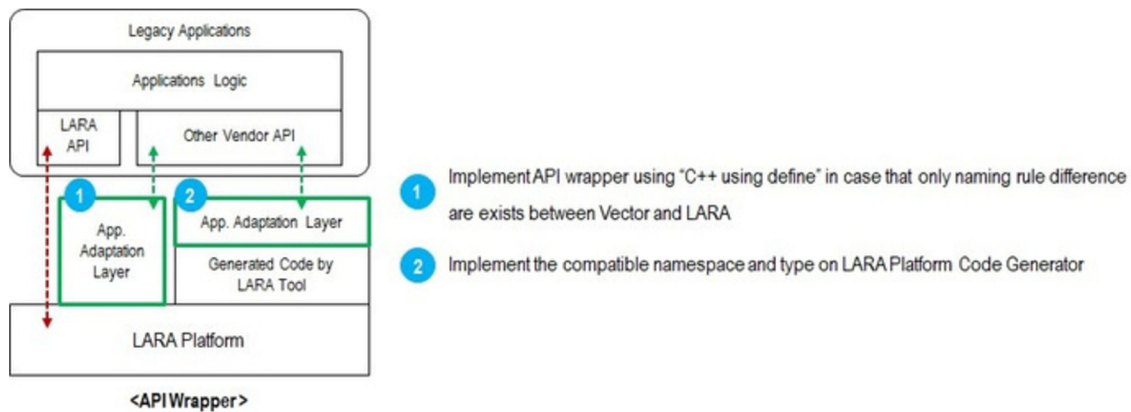 Legacy Applications
Applications Logic
LARA
API
Other Vendor API
1
2
App.
Adaptation
Layer
App. Adaptation Layer
Generated Code by
LARA Tool
LARA Platform
<API Wrapper>
1 Implement API wrapper using “C++ using define” in case that only naming rule difference
are exists between Vector and LARA
2 Implement the compatible namespace and type on LARA Platform Code Generator